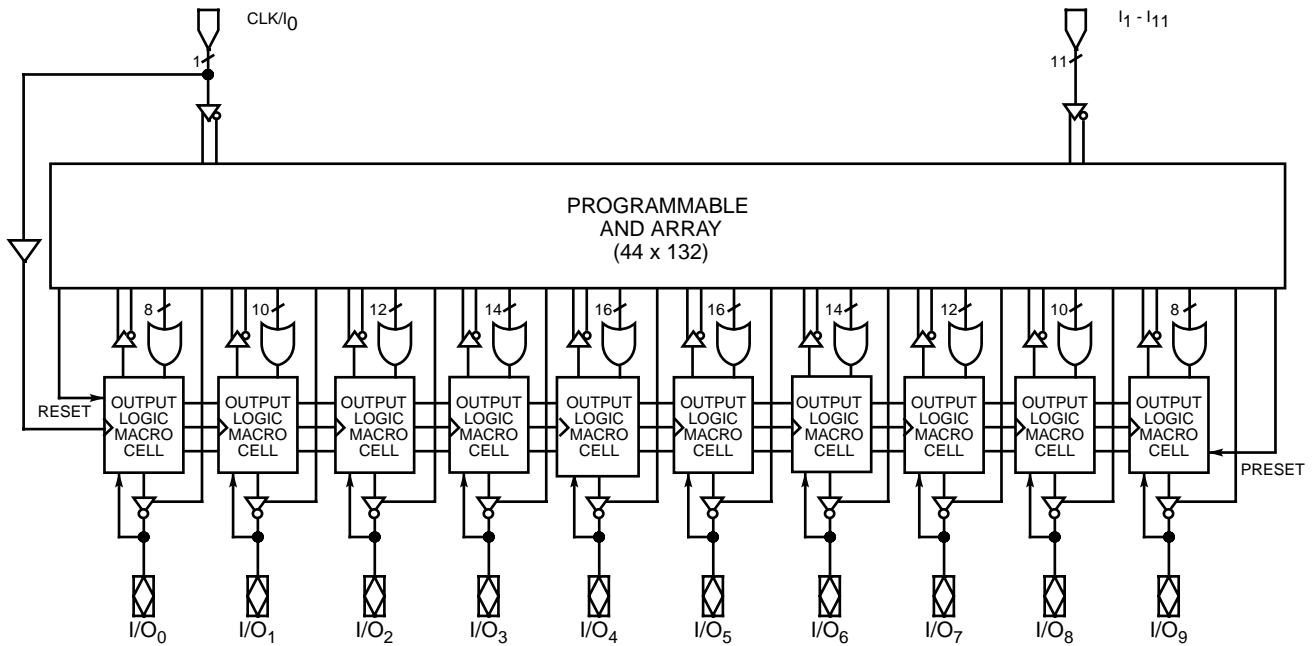 CLK/I0
I1 - I11
1
11
PROGRAMMABLE
AND ARRAY
(44 x 132)
8
10
12
14
16
16
14
12
10
8
RESET
OUTPUT
LOGIC
MACRO
CELL
OUTPUT
LOGIC
MACRO
CELL
OUTPUT
LOGIC
MACRO
CELL
OUTPUT
LOGIC
MACRO
CELL
OUTPUT
LOGIC
MACRO
CELL
OUTPUT
LOGIC
MACRO
CELL
OUTPUT
LOGIC
MACRO
CELL
OUTPUT
LOGIC
MACRO
CELL
OUTPUT
LOGIC
MACRO
CELL
OUTPUT
LOGIC
MACRO
CELL
PRESET
I/O0
I/O1
I/O2
I/O3
I/O4
I/O5
I/O6
I/O7
I/O8
I/O9